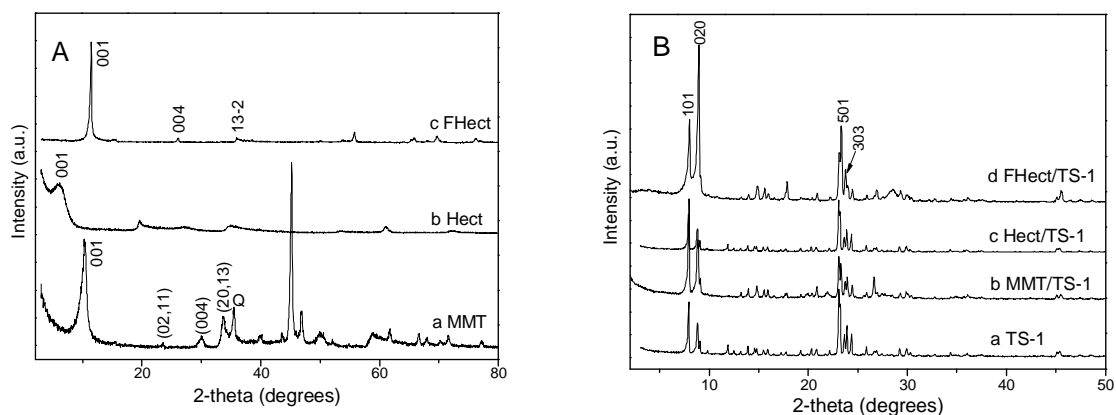 A
Intensity (a.u.)
001
004
13-2
c FHect
001
b Hect
001
(02,11)
(004)
(20,13)
Q
a MMT
10 20 30 40 60 80
2-theta (degrees)
B
Intensity (a.u.)
101
020
501
303
d FHect/TS-1
c Hect/TS-1
b MMT/TS-1
a TS-1
10 20 30 40 50
2-theta (degrees)